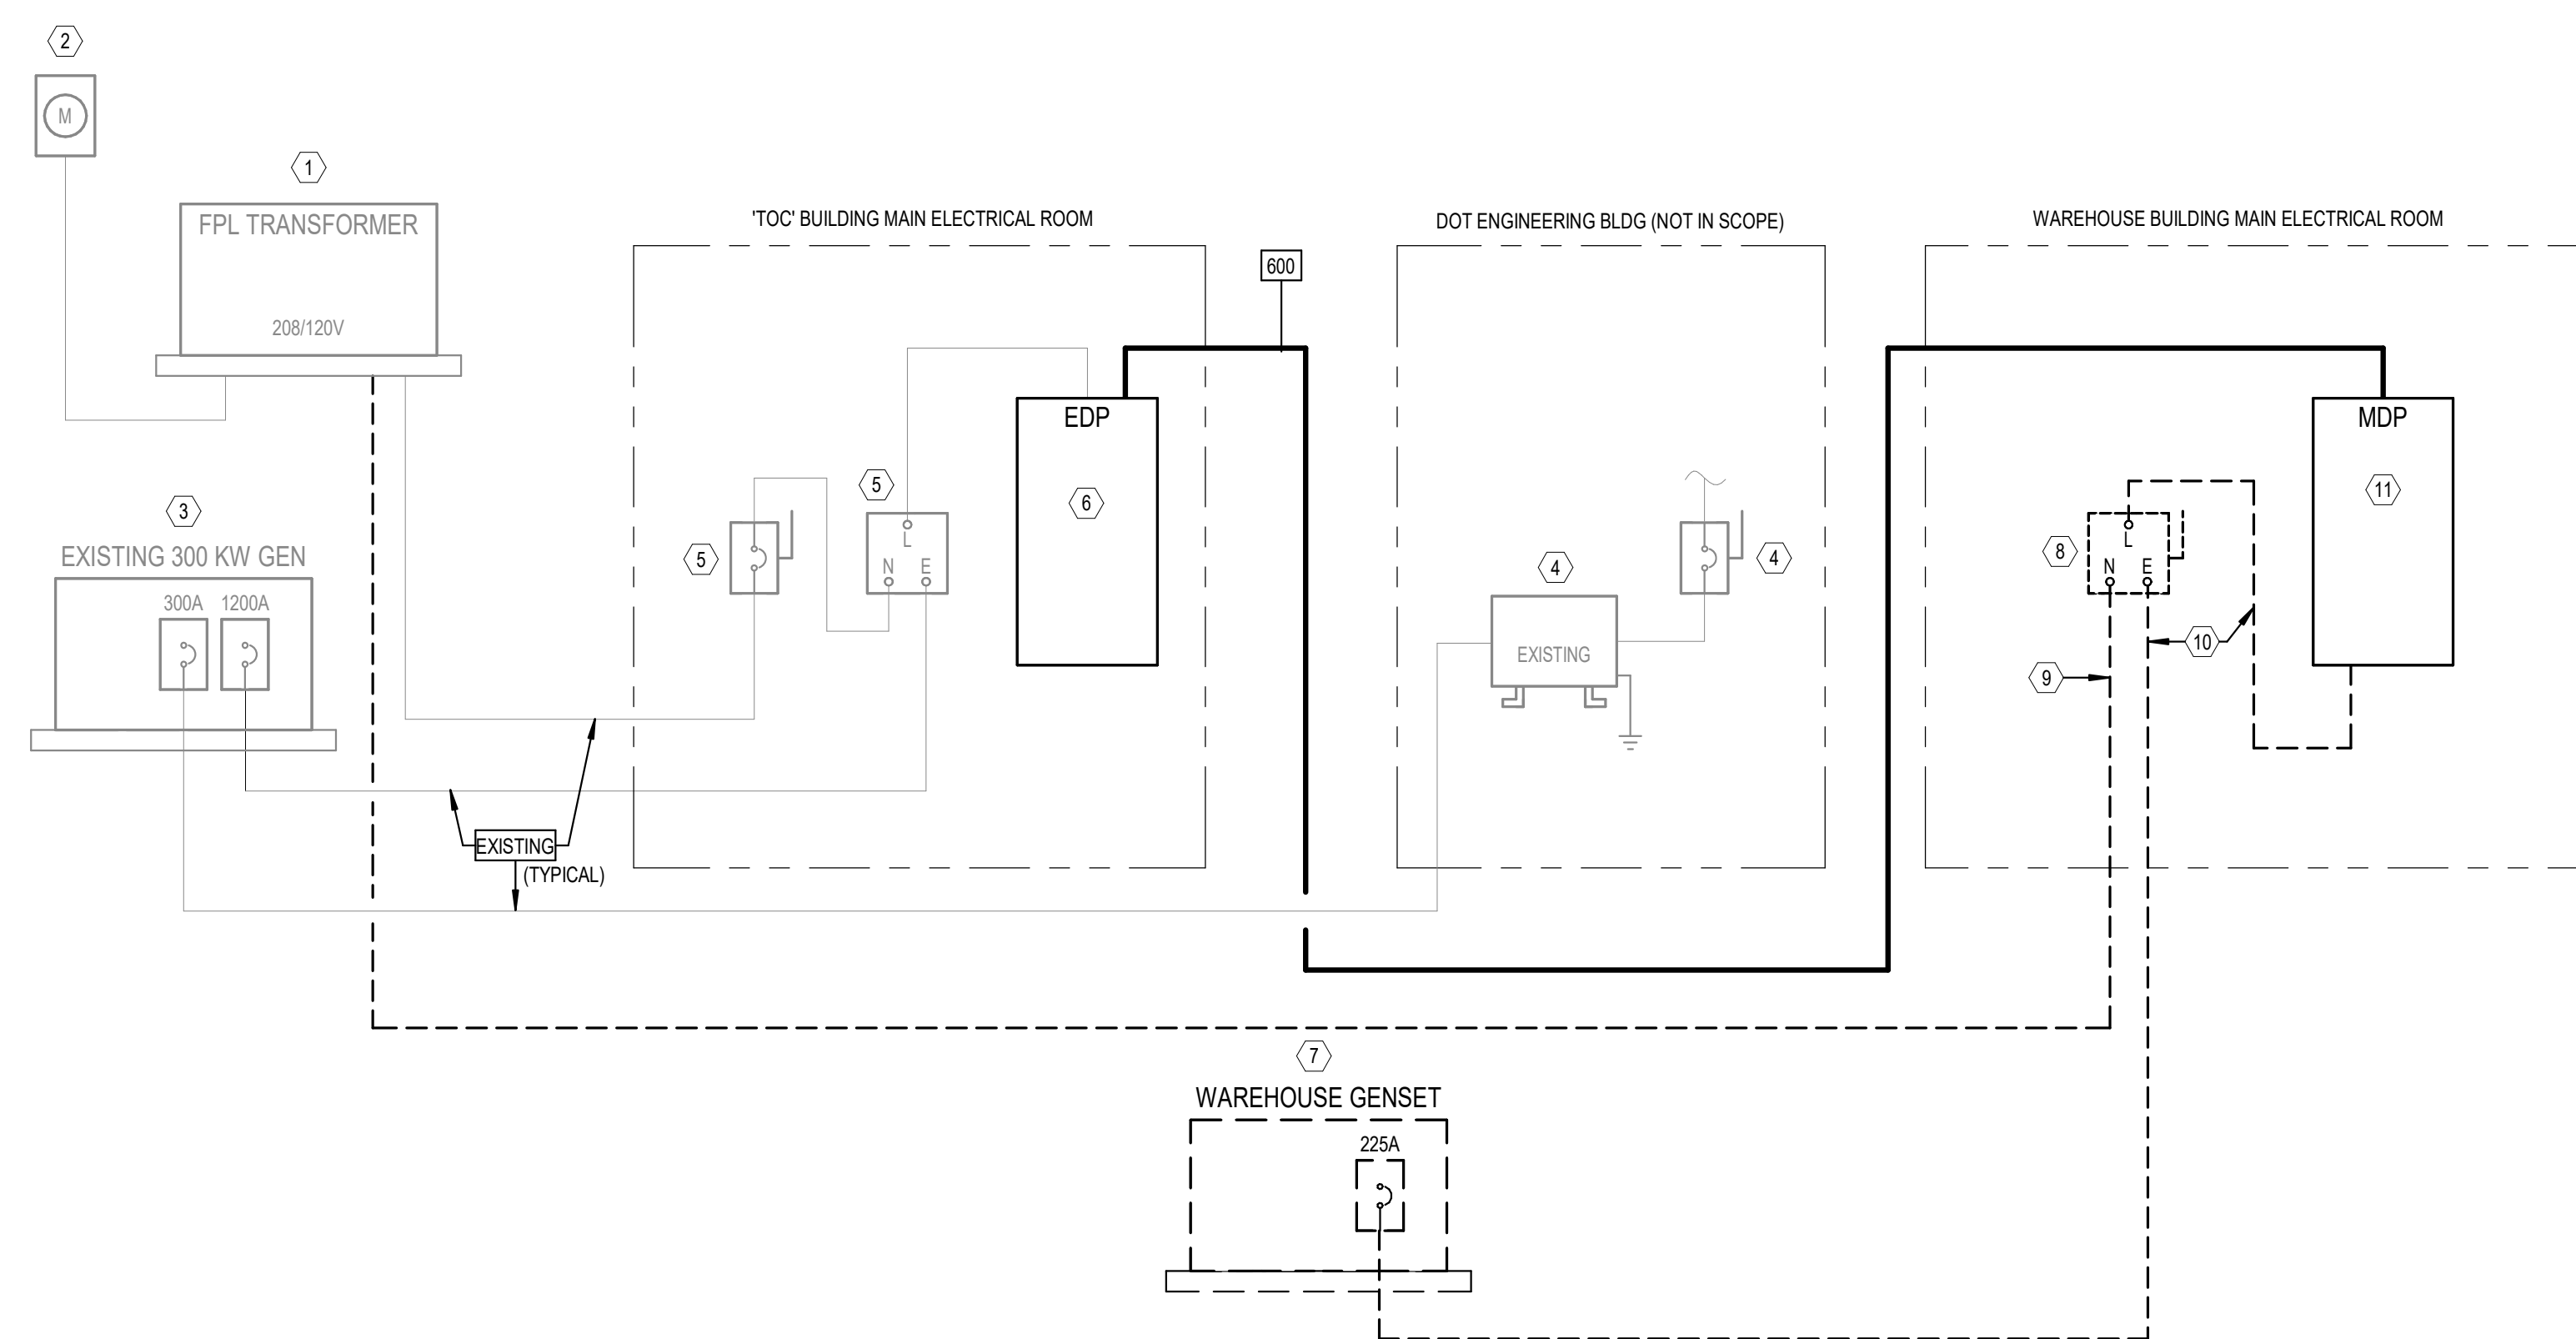 2
M
1
FPL TRANSFORMER
208/120V
'TOC' BUILDING MAIN ELECTRICAL ROOM
DOT ENGINEERING BLDG (NOT IN SCOPE)
WAREHOUSE BUILDING MAIN ELECTRICAL ROOM
600
EDP
6
MDP
11
3
EXISTING 300 KW GEN
300A 1200A
5
5
L
N E
4
4
EXISTING
8
L
N E
9
10
EXISTING
(TYPICAL)
7
WAREHOUSE GENSET
225A